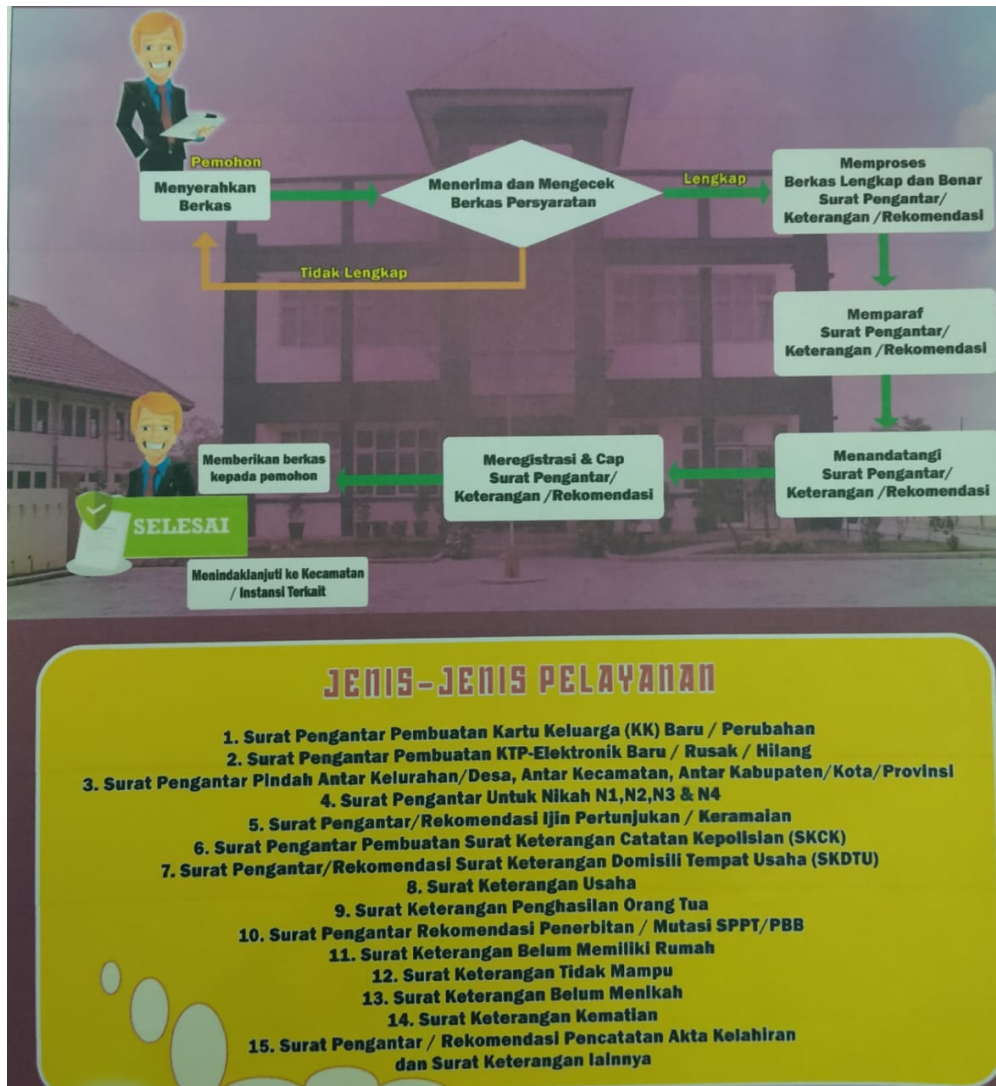 Pemohon
Menyerahkan
Berkas
Menerima dan Mengecek
Berkas Persyaratan
Lengkap
Memproses
Berkas Lengkap dan Benar
Surat Pengantar/
Keterangan /Rekomendasi
Tidak Lengkap
Memparaf
Surat Pengantar/
Keterangan /Rekomendasi
Menandatangi
Surat Pengantar/
Keterangan /Rekomendasi
Meregistrasi & Cap
Surat Pengantar/
Keterangan /Rekomendasi
Memberikan berkas
kepada pemohon
SELESAI
Menindaklanjuti ke Kecamatan
/ Instansi Terkait
JENIS-JENIS PELAYANAN
1. Surat Pengantar Pembuatan Kartu Keluarga (KK) Baru / Perubahan
2. Surat Pengantar Pembuatan KTP-Elektronik Baru / Rusak / Hilang
3. Surat Pengantar Pindah Antar Kelurahan/Desa, Antar Kecamatan, Antar Kabupaten/Kota/Provinsi
4. Surat Pengantar Untuk Nikah N1,N2,N3 & N4
5. Surat Pengantar/Rekomendasi Ijin Pertunjukan / Keramaian
6. Surat Pengantar Pembuatan Surat Keterangan Catatan Kepolisian (SKCK)
7. Surat Pengantar/Rekomendasi Surat Keterangan Domisili Tempat Usaha (SKDTU)
8. Surat Keterangan Usaha
9. Surat Keterangan Penghasilan Orang Tua
10. Surat Pengantar Rekomendasi Penerbitan / Mutasi SPPT/PBB
11. Surat Keterangan Belum Memiliki Rumah
12. Surat Keterangan Tidak Mampu
13. Surat Keterangan Belum Menikah
14. Surat Keterangan Kematian
15. Surat Pengantar / Rekomendasi Pencatatan Akta Kelahiran
dan Surat Keterangan lainnya